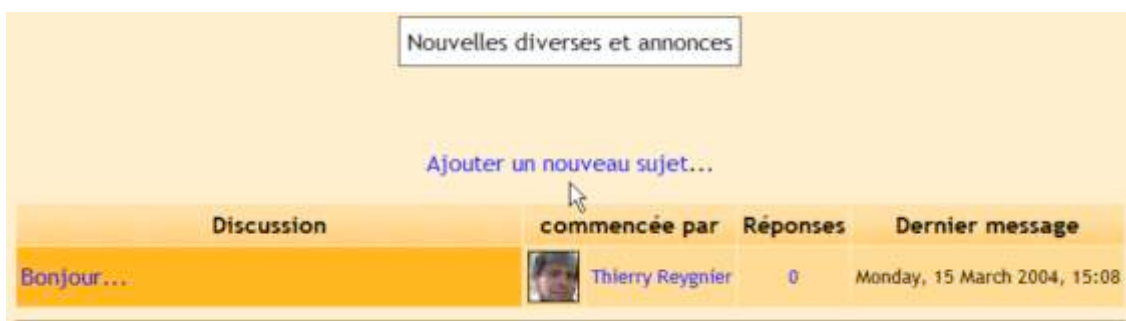 Nouvelles diverses et annonces
Ajouter un nouveau sujet...
Discussion commencée par Réponses Dernier message
Bonjour... Thierry Reygnier 0 Monday, 15 March 2004, 15:08